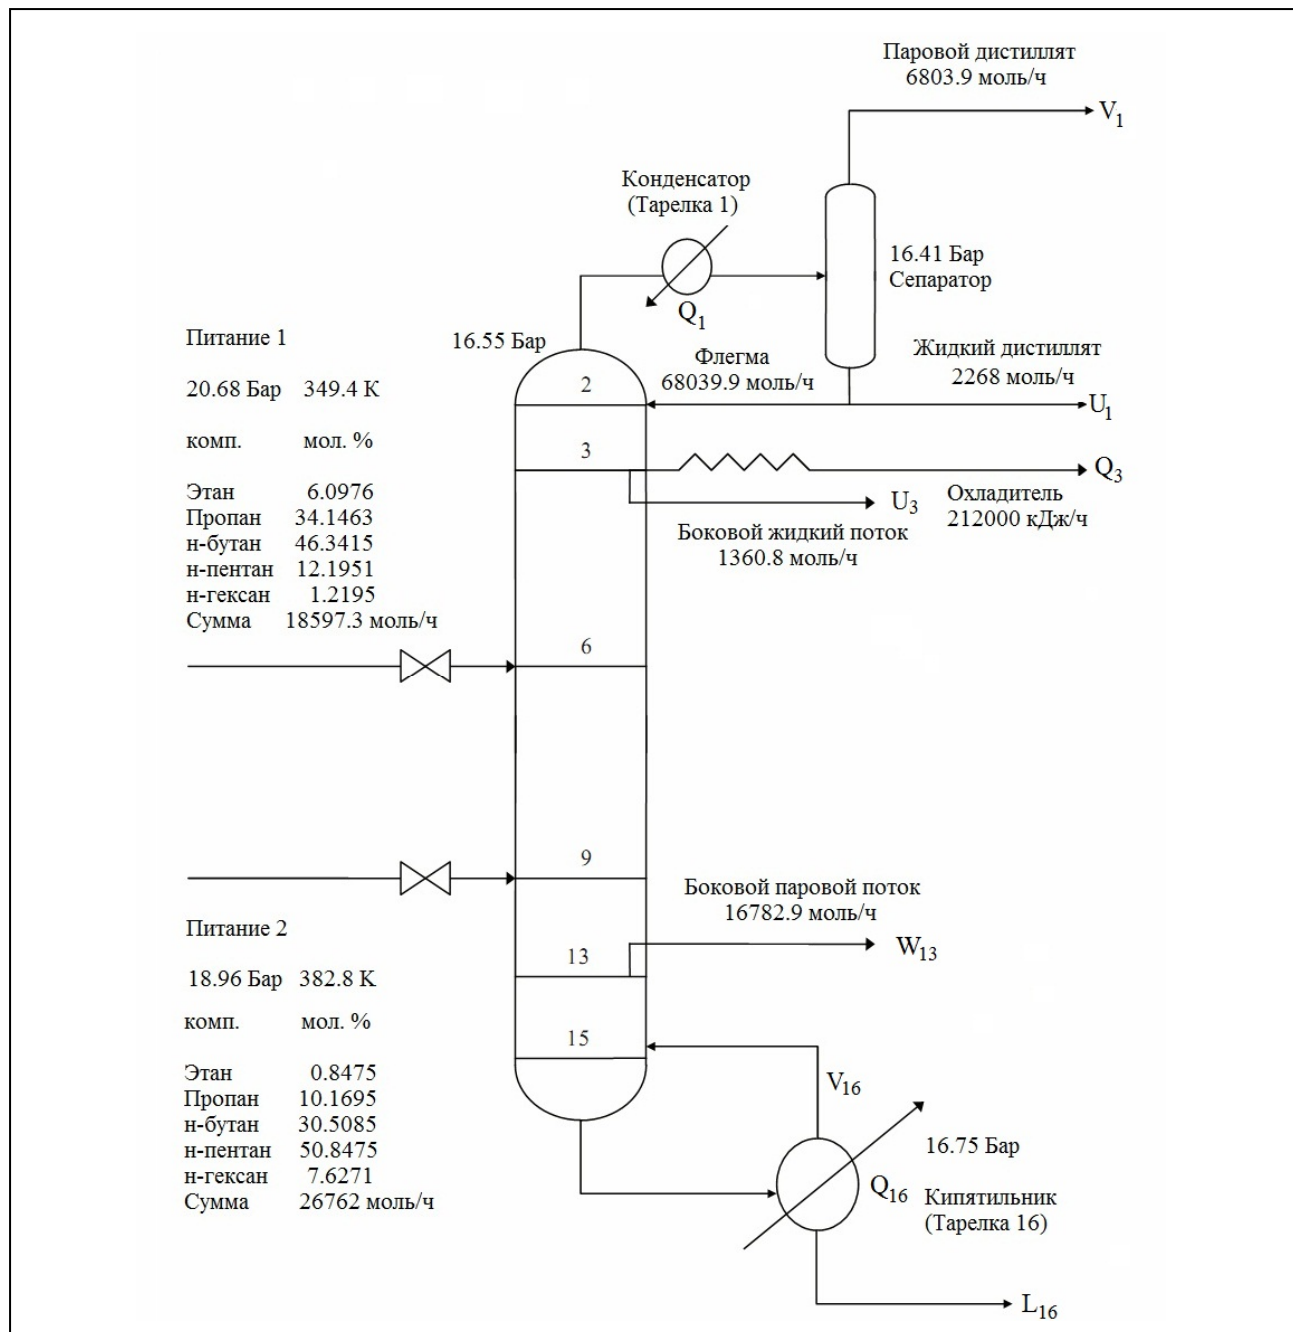 Паровой дистиллят
6803.9 моль/ч
V1
Конденсатор
(Тарелка 1)
16.41 Бар
Сепаратор
Q1
Питание 1
16.55 Бар
Флегма
68039.9 моль/ч
Жидкий дистиллят
2268 моль/ч
U1
20.68 Бар 349.4 К
2
комп. мол. %
3
Q3
Этан 6.0976
Пропан 34.1463
н-бутан 46.3415
н-пентан 12.1951
н-гексан 1.2195
Сумма 18597.3 моль/ч
U3
Охладитель
212000 кДж/ч
Боковой жидкий поток
1360.8 моль/ч
6
9
Боковой паровой поток
16782.9 моль/ч
W13
Питание 2
13
18.96 Бар 382.8 K
комп. мол. %
15
Этан 0.8475
Пропан 10.1695
н-бутан 30.5085
н-пентан 50.8475
н-гексан 7.6271
Сумма 26762 моль/ч
V16
16.75 Бар
Q16
Кипятильник
(Тарелка 16)
L16